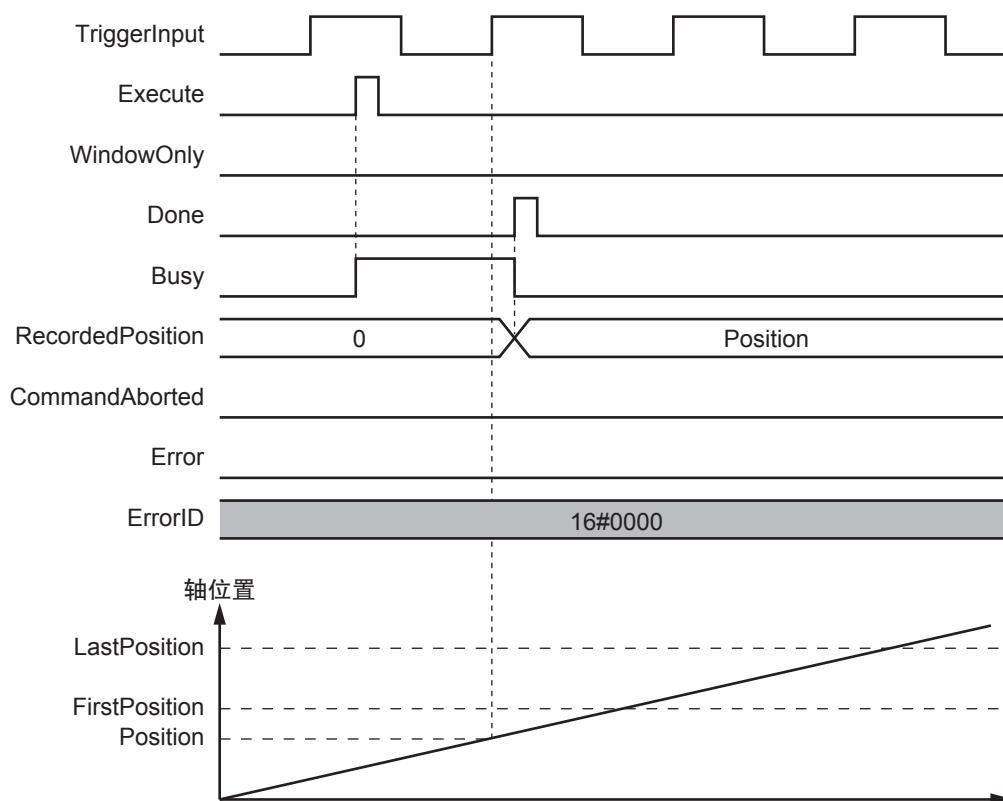 TriggerInput
Execute
WindowOnly
Done
Busy
RecordedPosition 0 Position
CommandAborted
Error
ErrorID 16#0000
轴位置
LastPosition
FirstPosition
Position